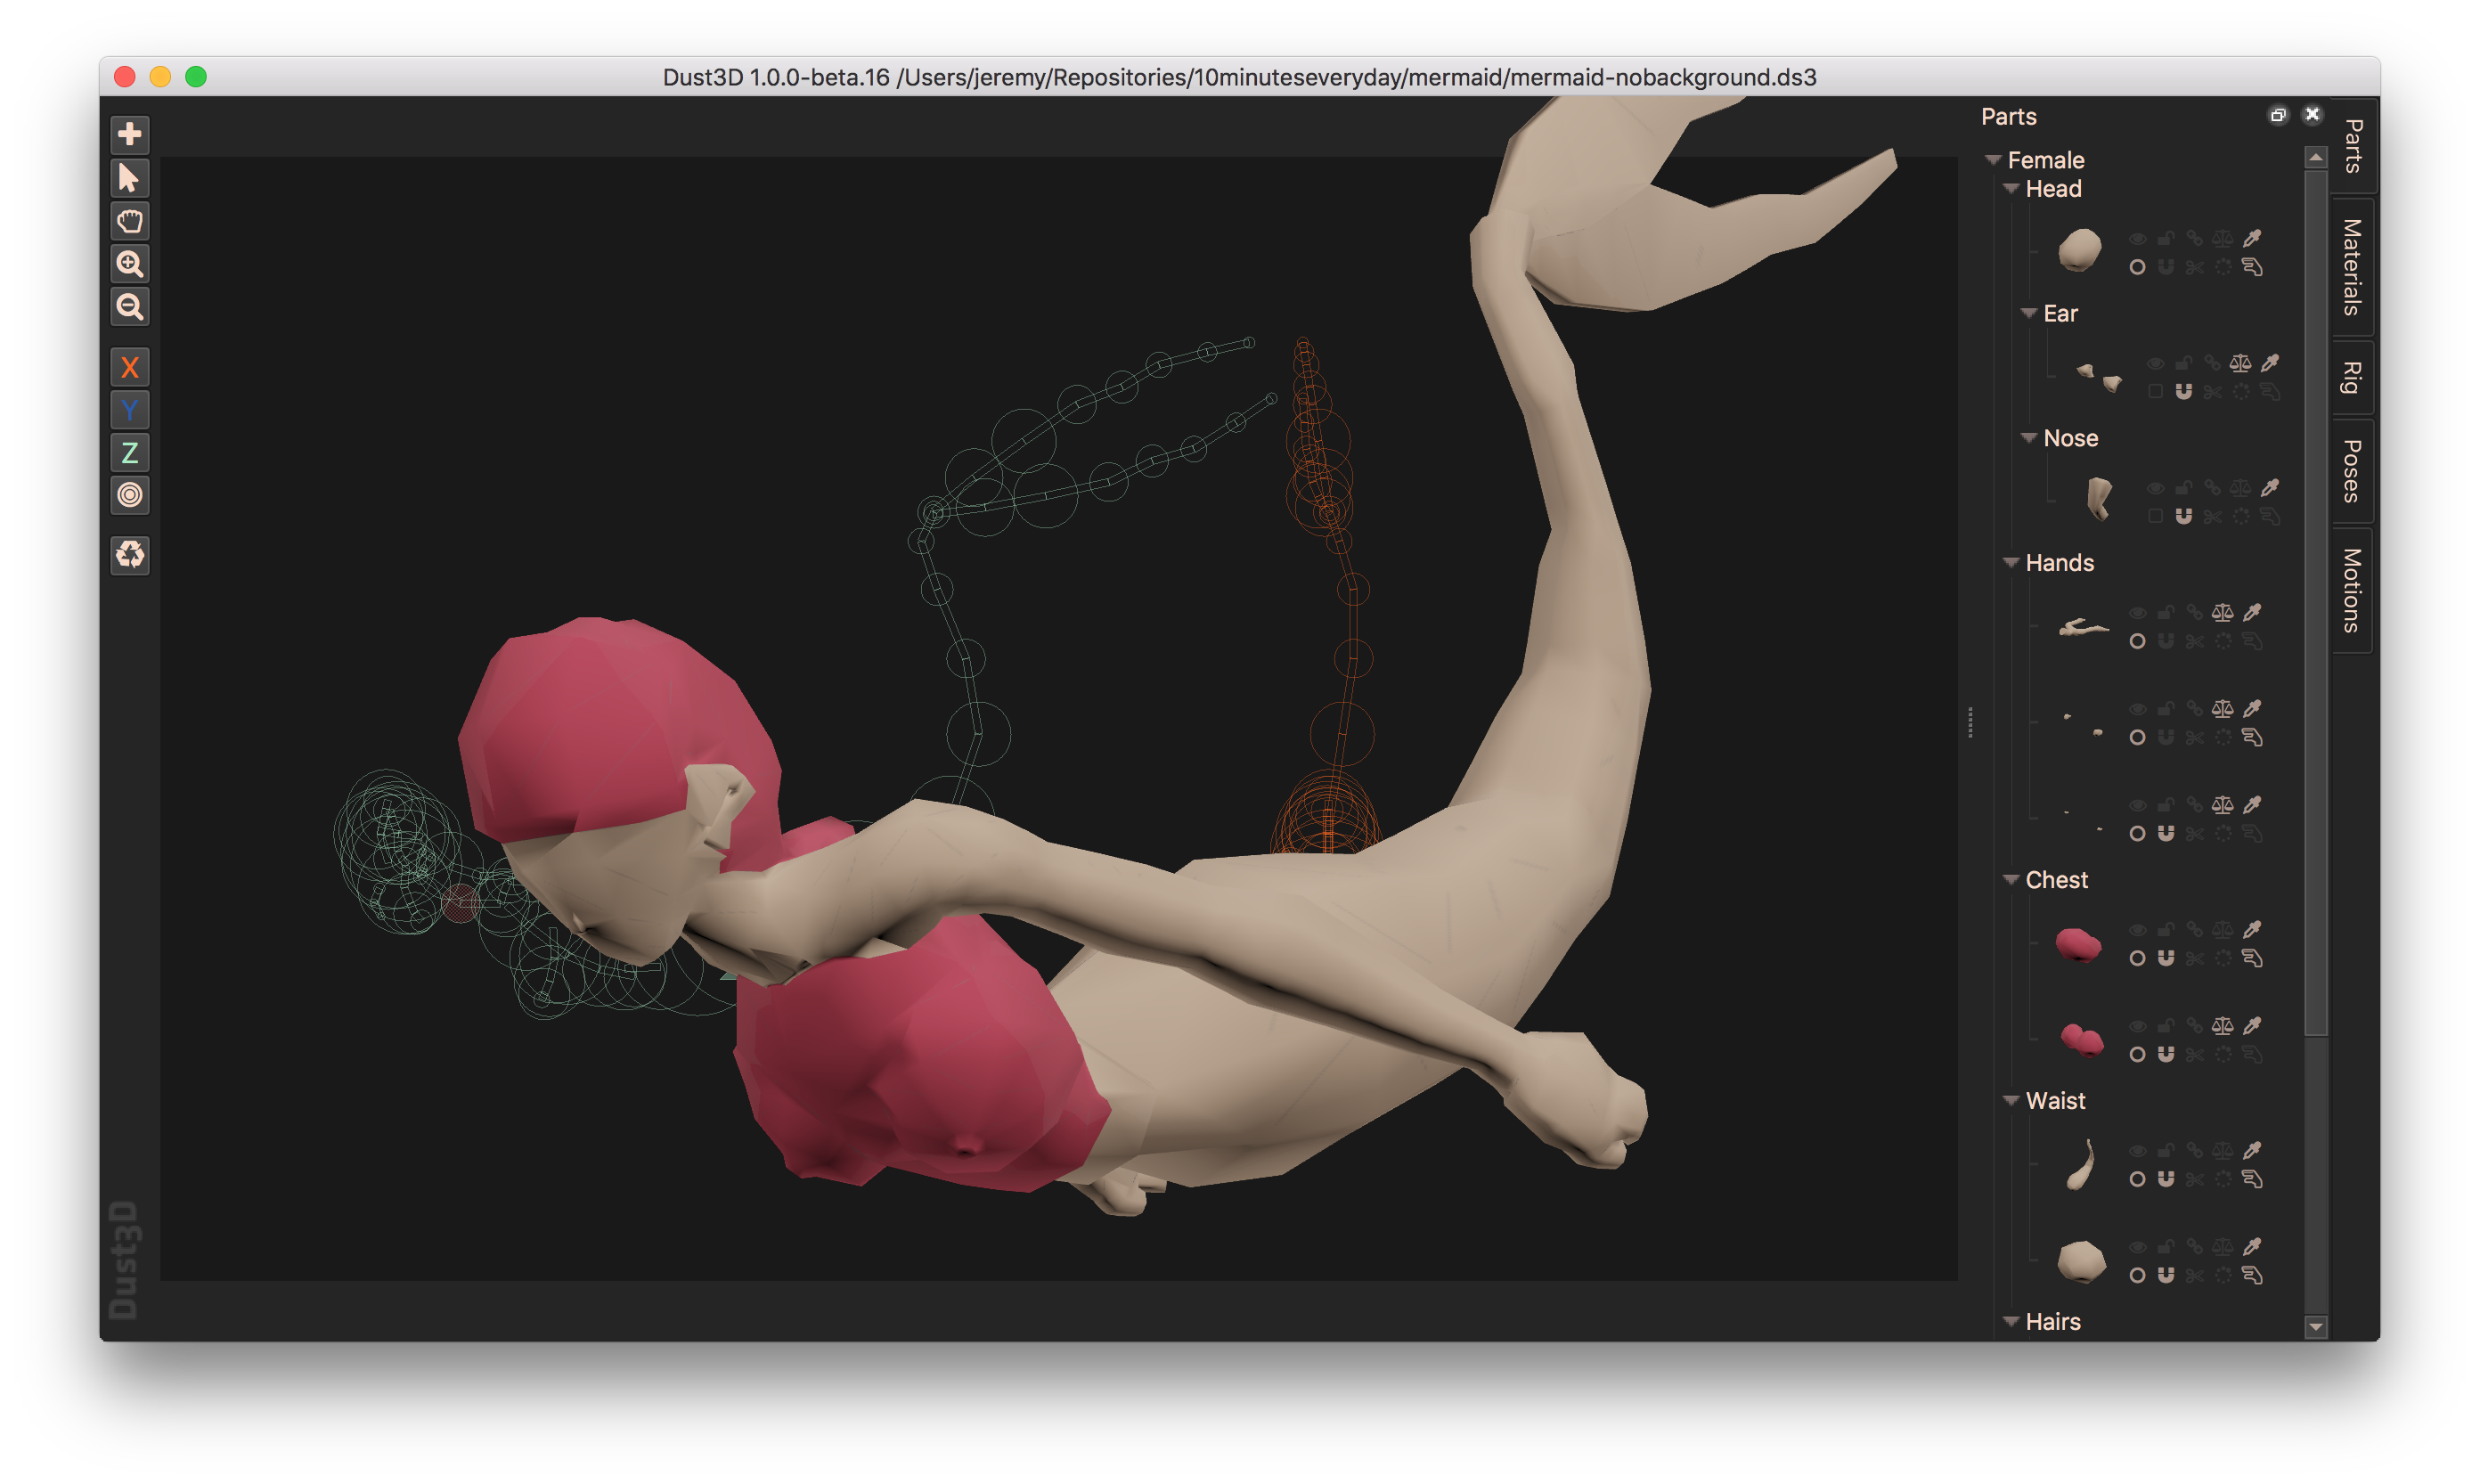 Dust3D 1.0.0-beta.16 /Users/jeremy/Repositories/10minuteseveryday/mermaid/mermaid-nobackground.ds3
X
Y
Z
Dust3D
Parts
Female
Head
Ear
Nose
Hands
Chest
Waist
Hairs
Parts
Materials
Rig
Poses
Motions